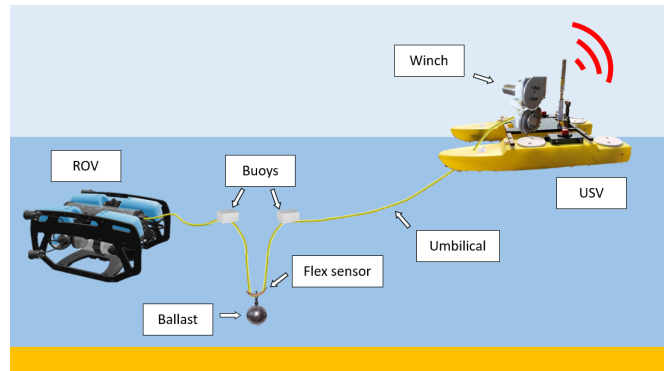 Winch
ROV
Buoys
USV
Umbilical
Flex sensor
Ballast